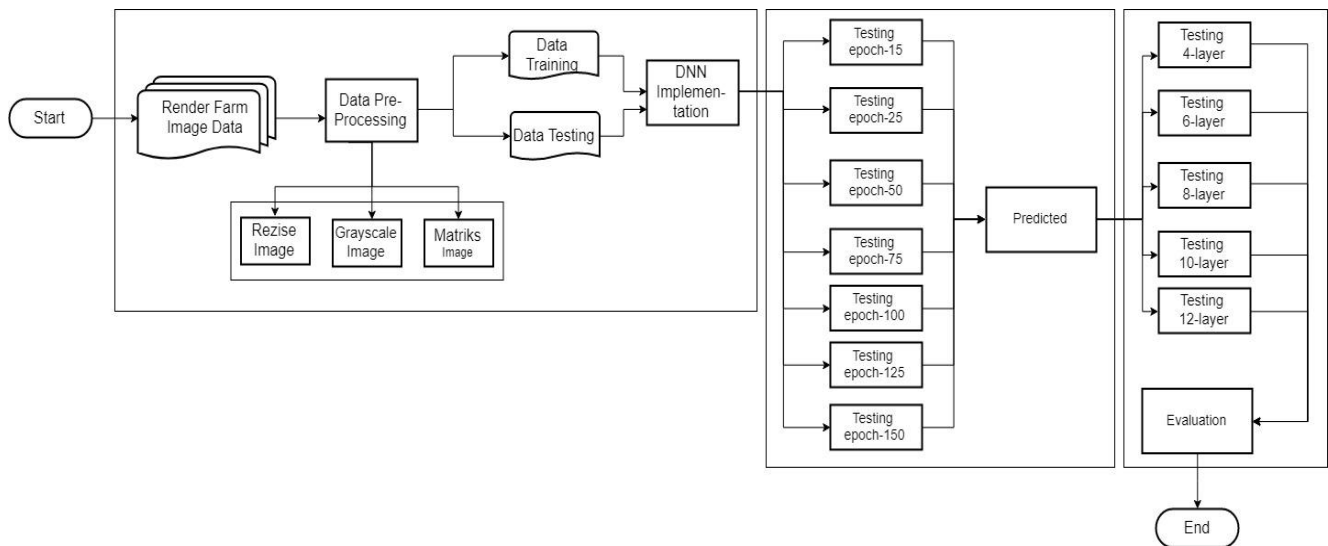 Start
Render Farm
Image Data
Data Pre-
Processing
Rezise
Image
Grayscale
Image
Matriks
Image
Data
Training
Data Testing
DNN
Implemen-
tation
Testing
epoch-15
Testing
epoch-25
Testing
epoch-50
Testing
epoch-75
Testing
epoch-100
Testing
epoch-125
Testing
epoch-150
Predicted
Testing
4-layer
Testing
6-layer
Testing
8-layer
Testing
10-layer
Testing
12-layer
Evaluation
End